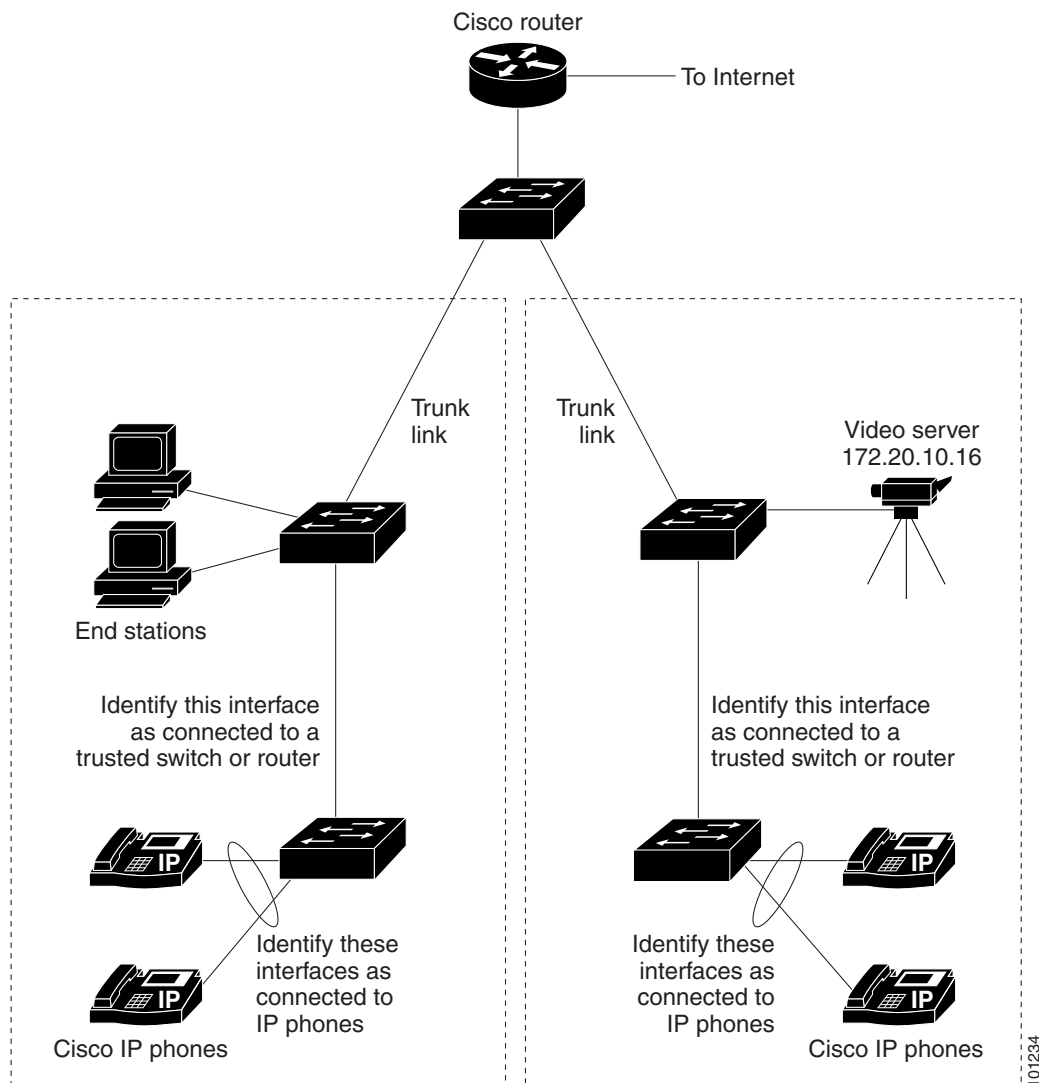 Cisco router
To Internet
Trunk
link
Trunk
link
Video server
172.20.10.16
End stations
Identify this interface
as connected to a
trusted switch or router
Identify this interface
as connected to a
trusted switch or router
IP
IP
Identify these
interfaces as
connected to
IP phones
IP
Cisco IP phones
IP
Identify these
interfaces as
connected to
IP phones
Cisco IP phones
101234